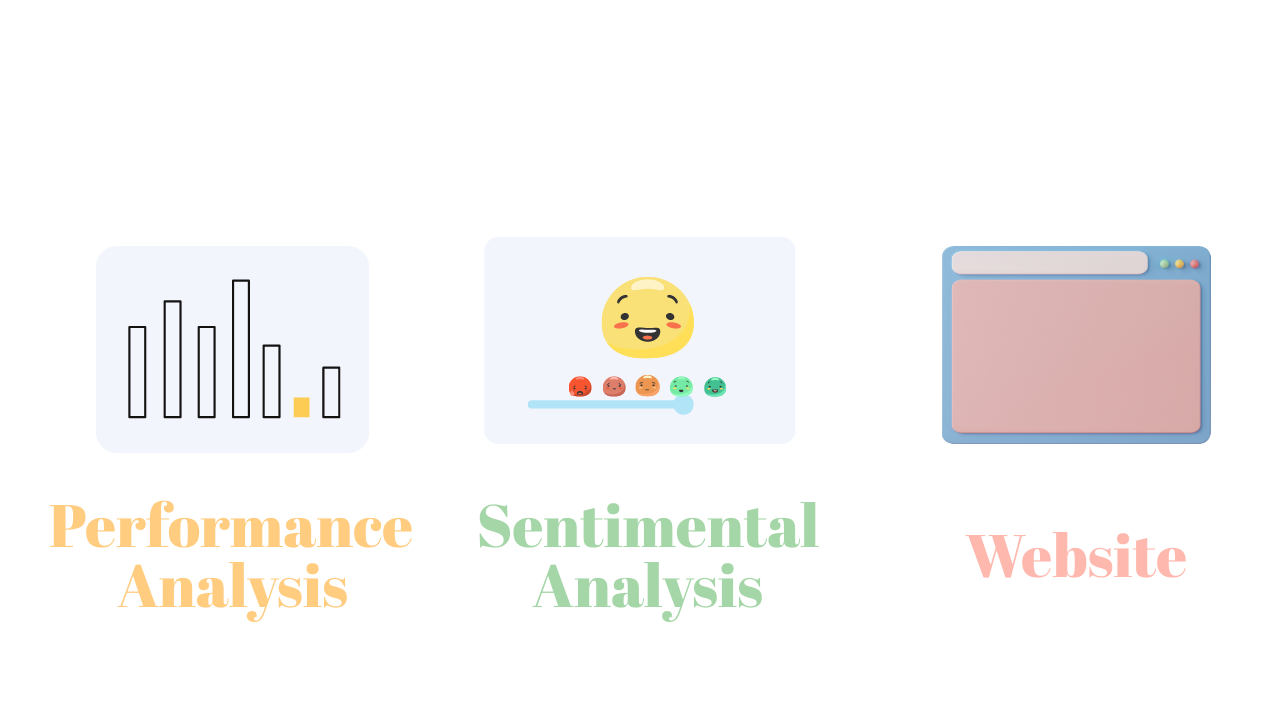 Performance
Analysis
Sentimental
Analysis
Website